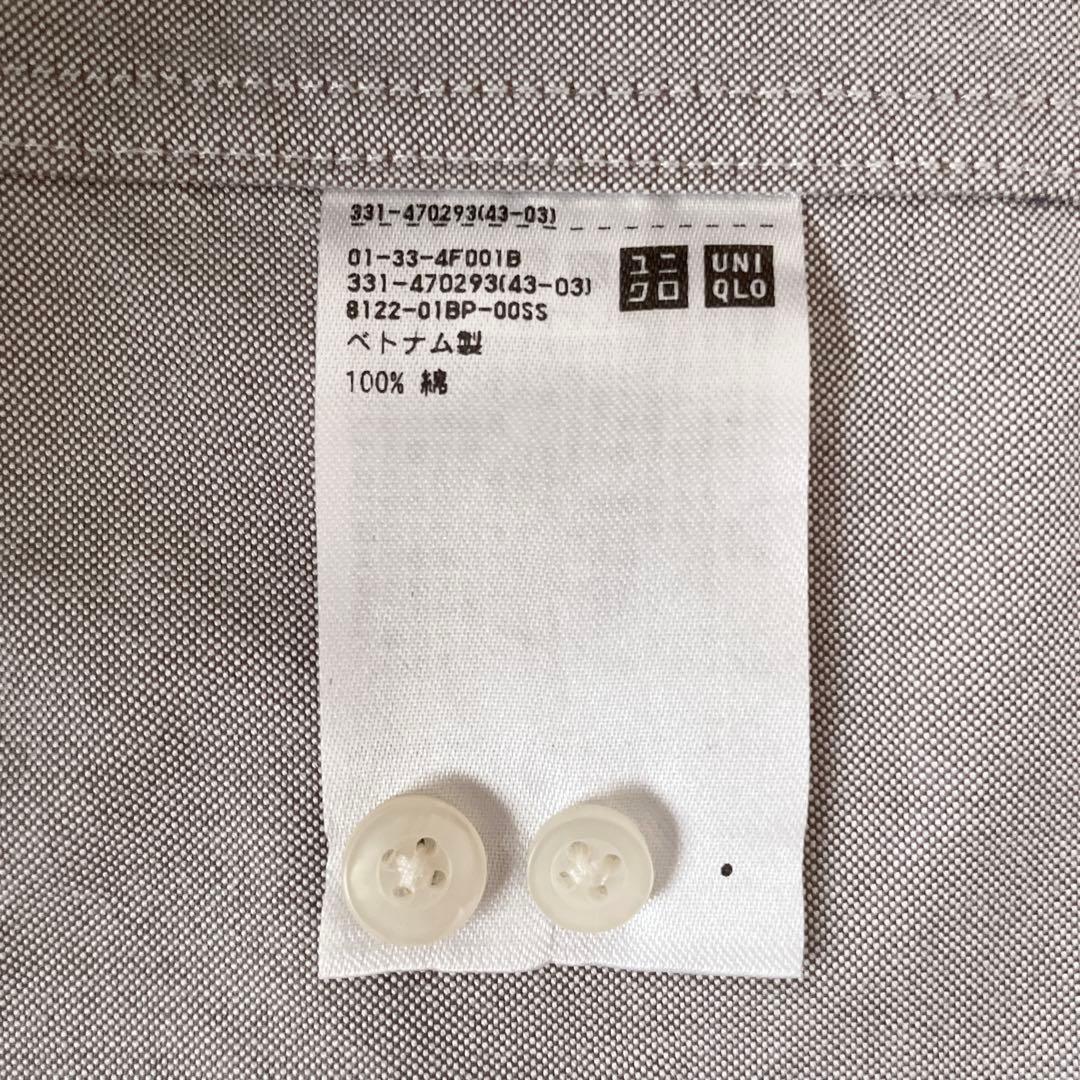 331-470293(43-03)
01-33-4F001B
331-470293(43-03)
8122-01BP-00SS
ベトナム製
100% 綿
ユニ
クロ
UNI
QLO